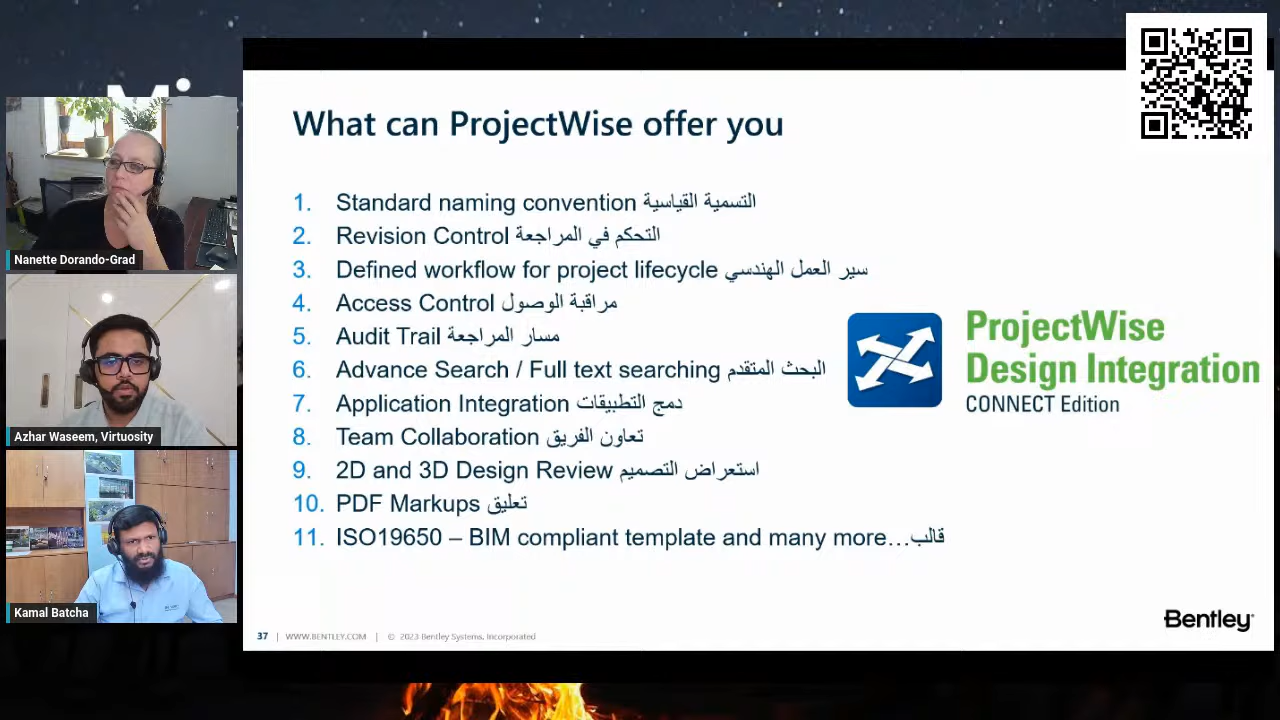 What can ProjectWise offer you
1. Standard naming convention التسمية القياسية
2. Revision Control التحكم في المراجعة
3. Defined workflow for project lifecycle سير العمل الهندسي
4. Access Control مراقبة الوصول
5. Audit Trail مسار المراجعة
6. Advance Search / Full text searching البحث المتقدم
7. Application Integration دمج التطبيقات
8. Team Collaboration تعاون الفريق
9. 2D and 3D Design Review استعراض التصميم
10. PDF Markups تعليق
11. ISO19650 – BIM compliant template and many more…قالب
ProjectWise
Design Integration
CONNECT Edition
Nanette Dorando-Grad
Azhar Waseem, Virtuosity
Kamal Batcha
37 | WWW.BENTLEY.COM | © 2023 Bentley Systems, Incorporated
Bentley